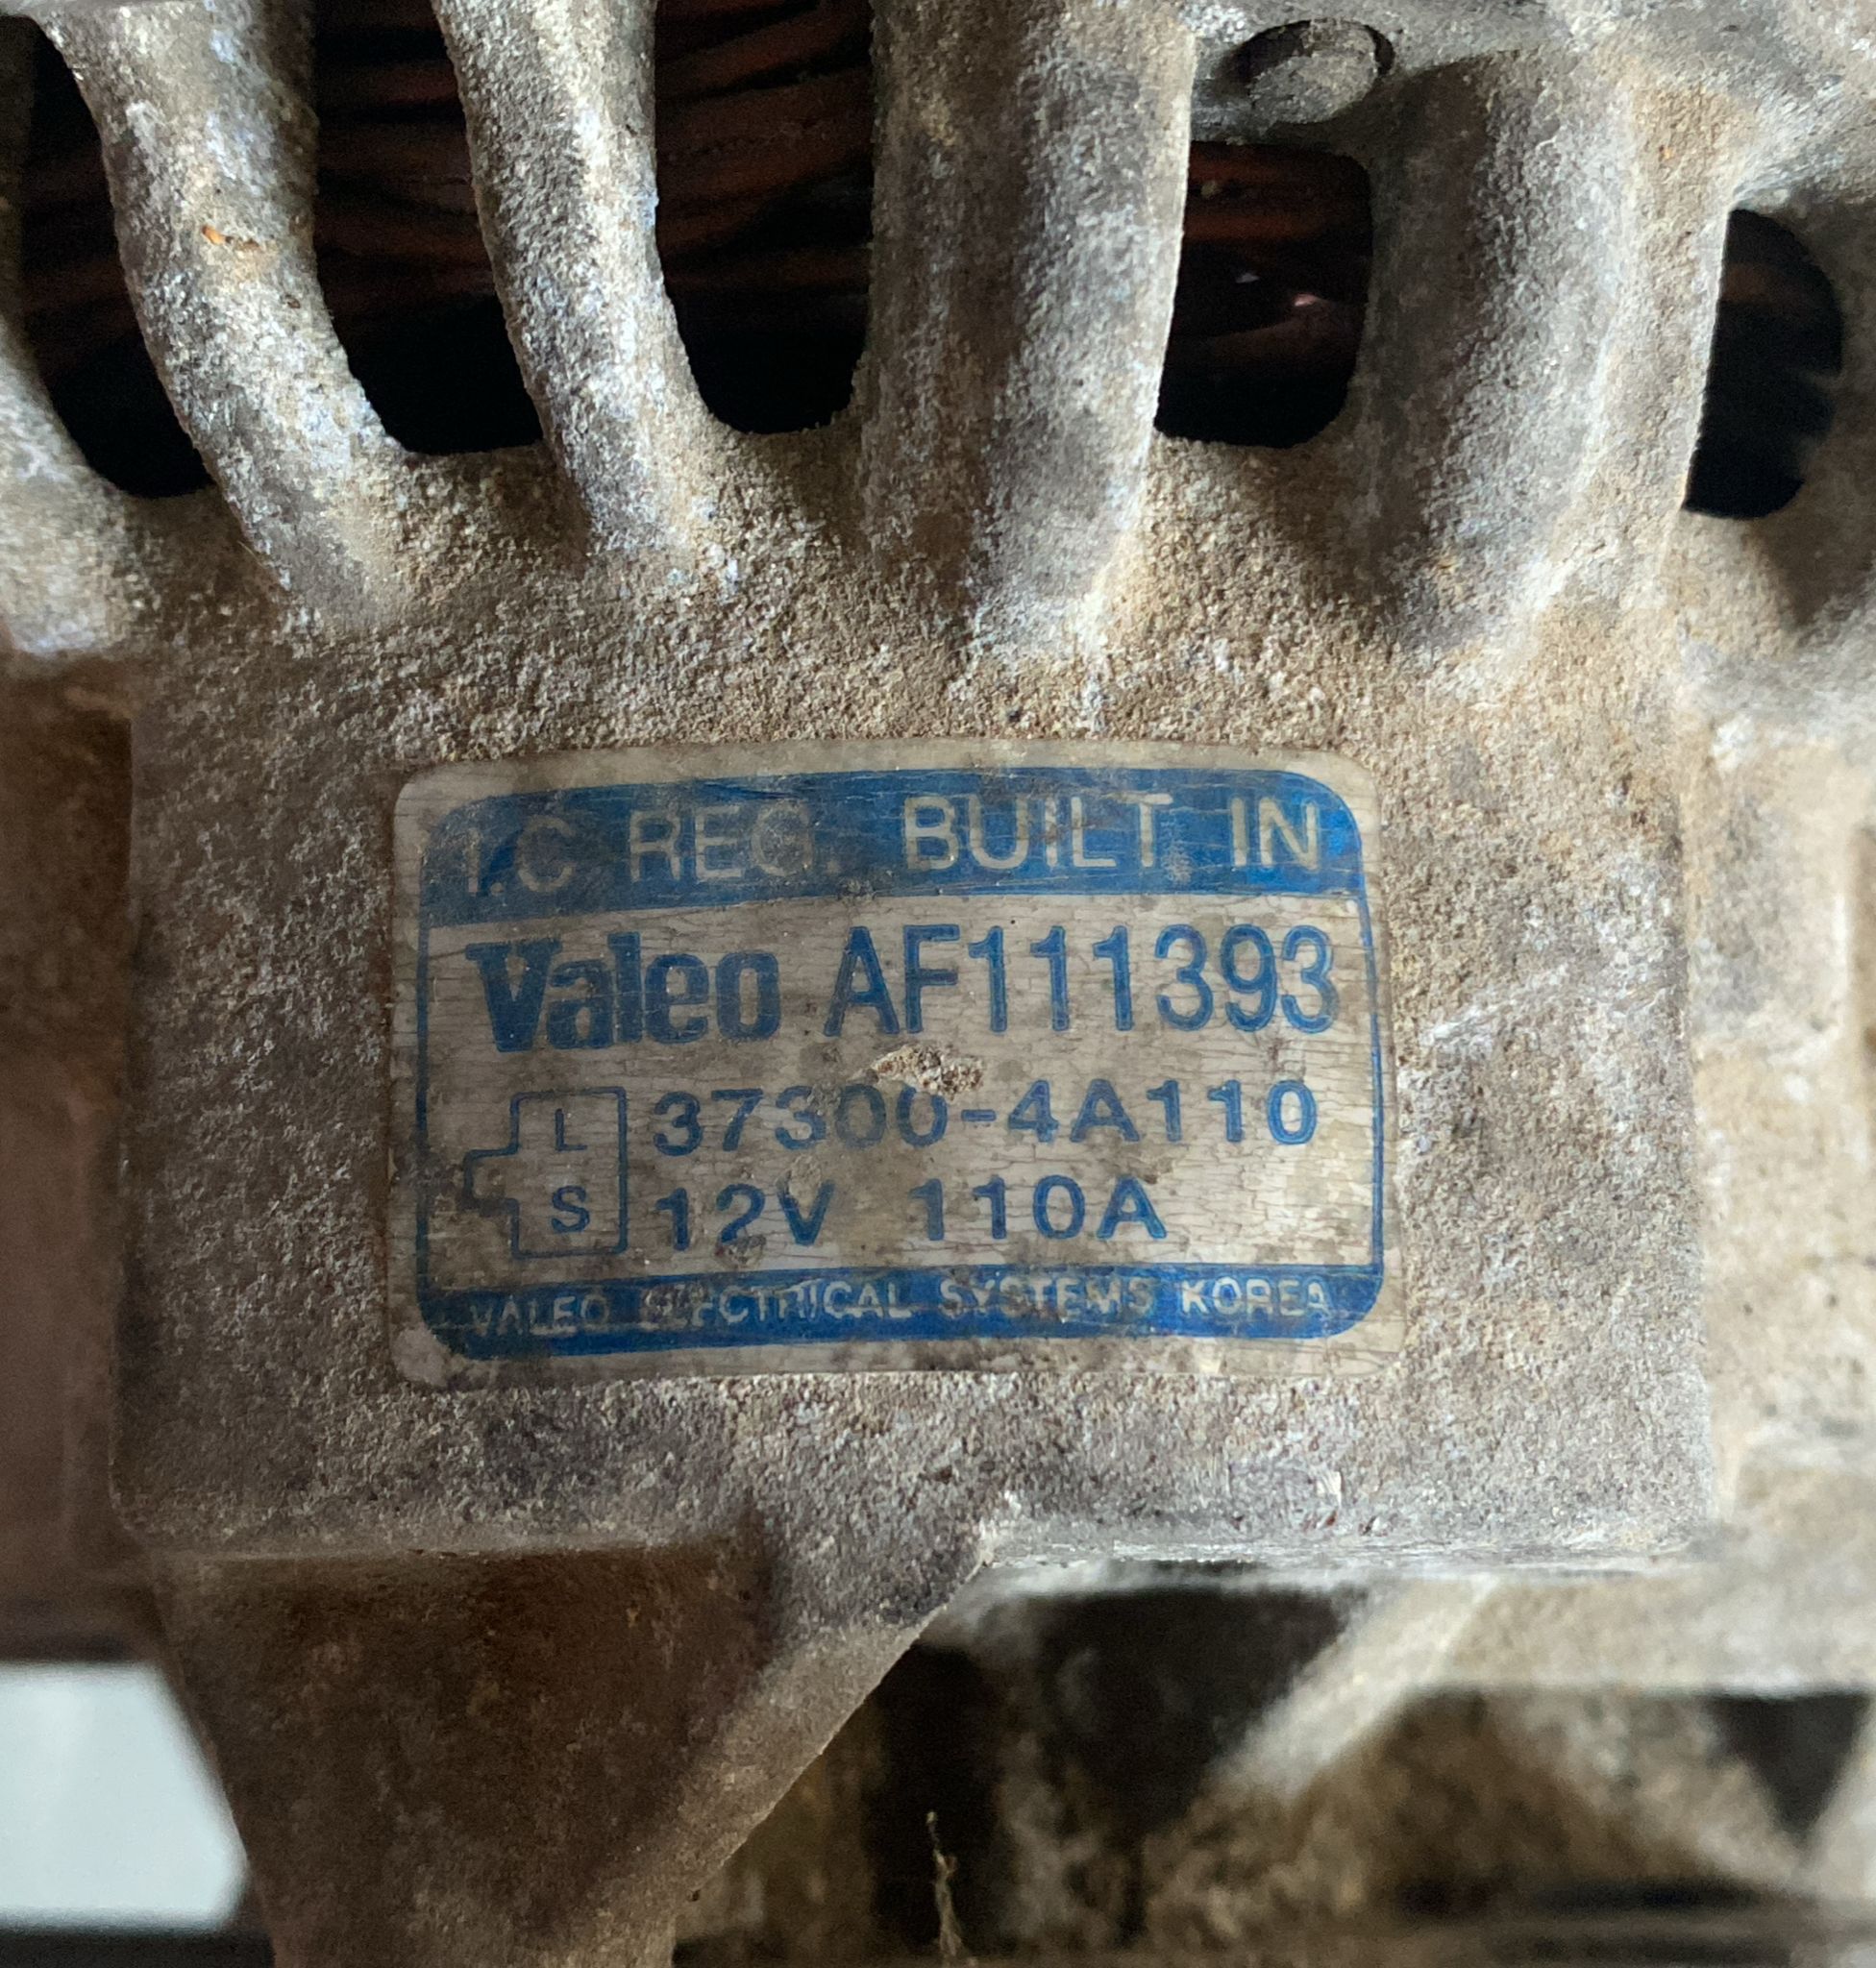 I.C REG. BUILT IN
Valeo AF111393
L 37300-4A110
S 12V 110A
VALEO ELECTRICAL SYSTEMS KOREA